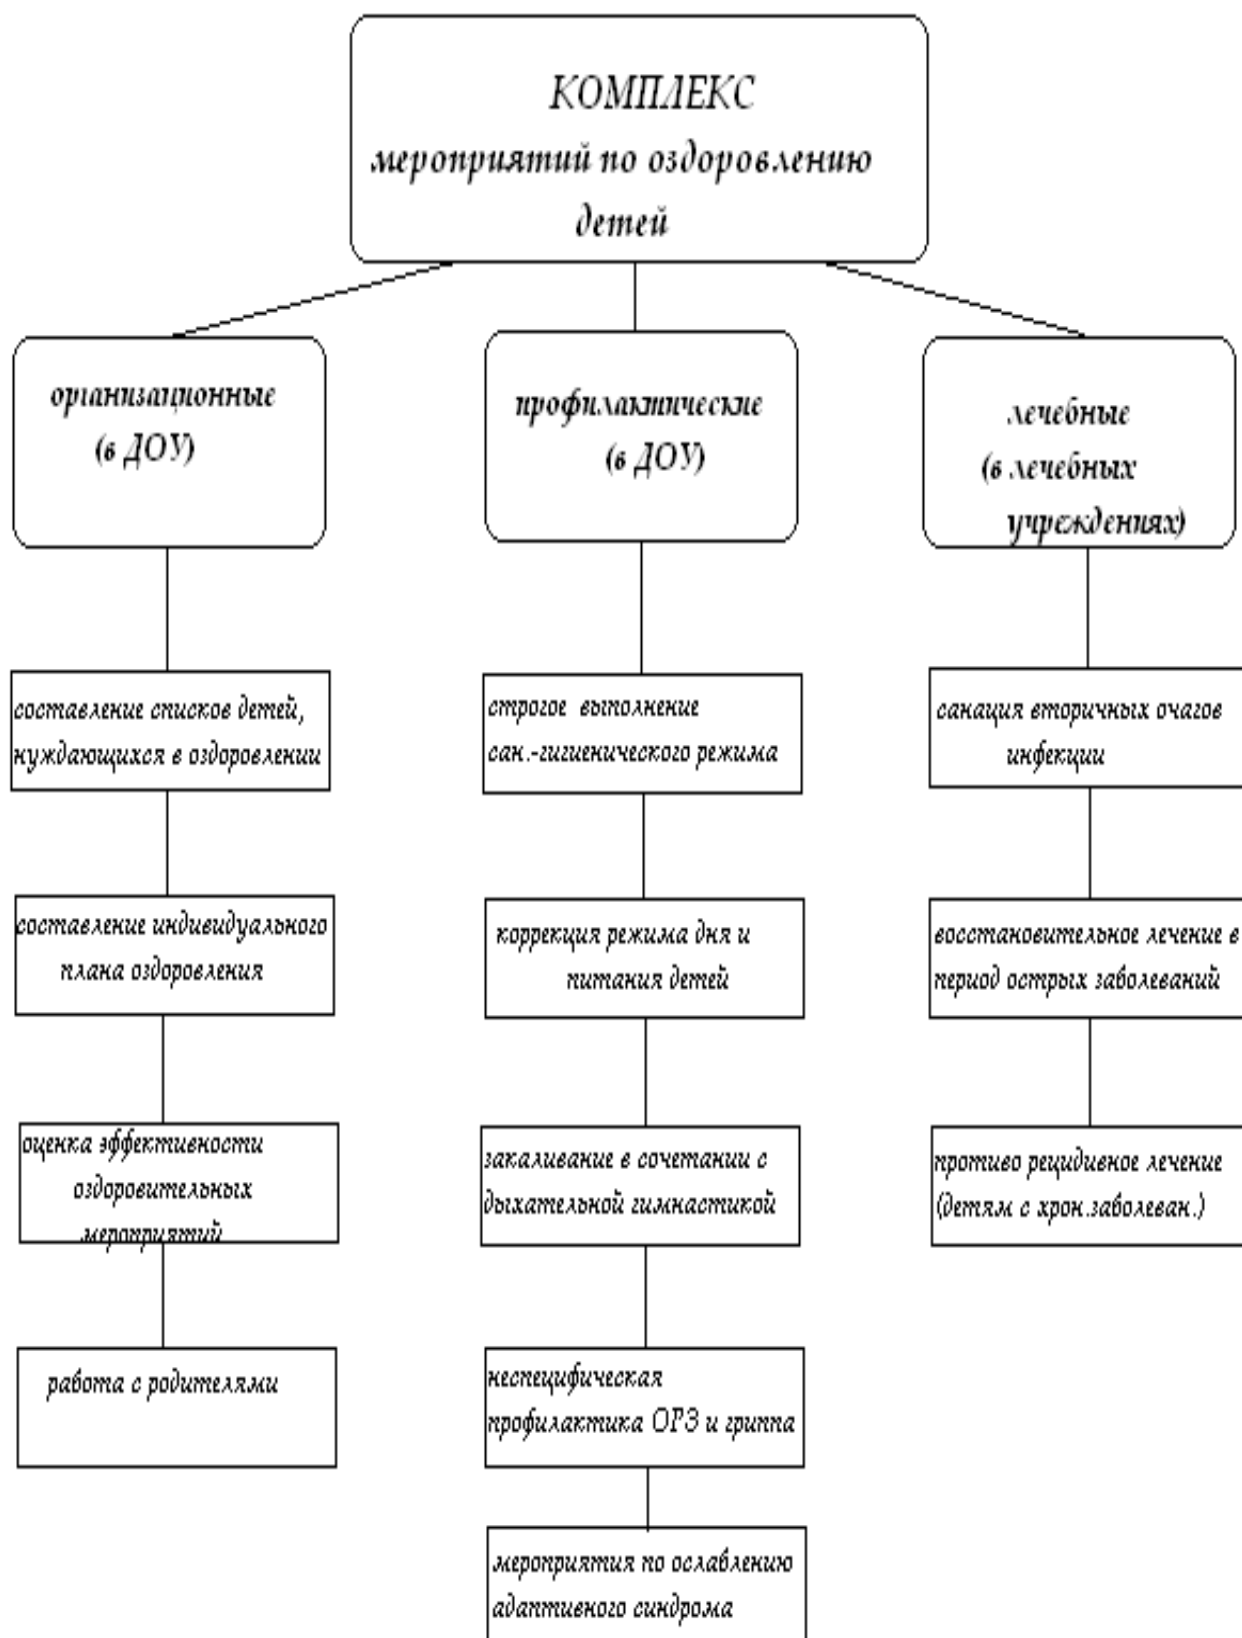 КОМПЛЕКС
мероприятий по оздоровлению
детей
организационные
(в ДОУ)
профилактические
(в ДОУ)
лечебные
(в лечебных
учреждениях)
составление списков детей,
нуждающихся в оздоровлении
составление индивидуального
плана оздоровления
оценка эффективности
оздоровительных
мероприятий
работа с родителями
строгое выполнение
сан.-гигиенического режима
коррекция режима дня и
питания детей
закаливание в сочетании с
дыхательной гимнастикой
неспецифическая
профилактика ОРЗ и гриппа
мероприятия по ослаблению
адаптивного синдрома
санация вторичных очагов
инфекции
восстановительное лечение в
период острых заболеваний
противо рецидивное лечение
(детям с хрон.заболеван.)